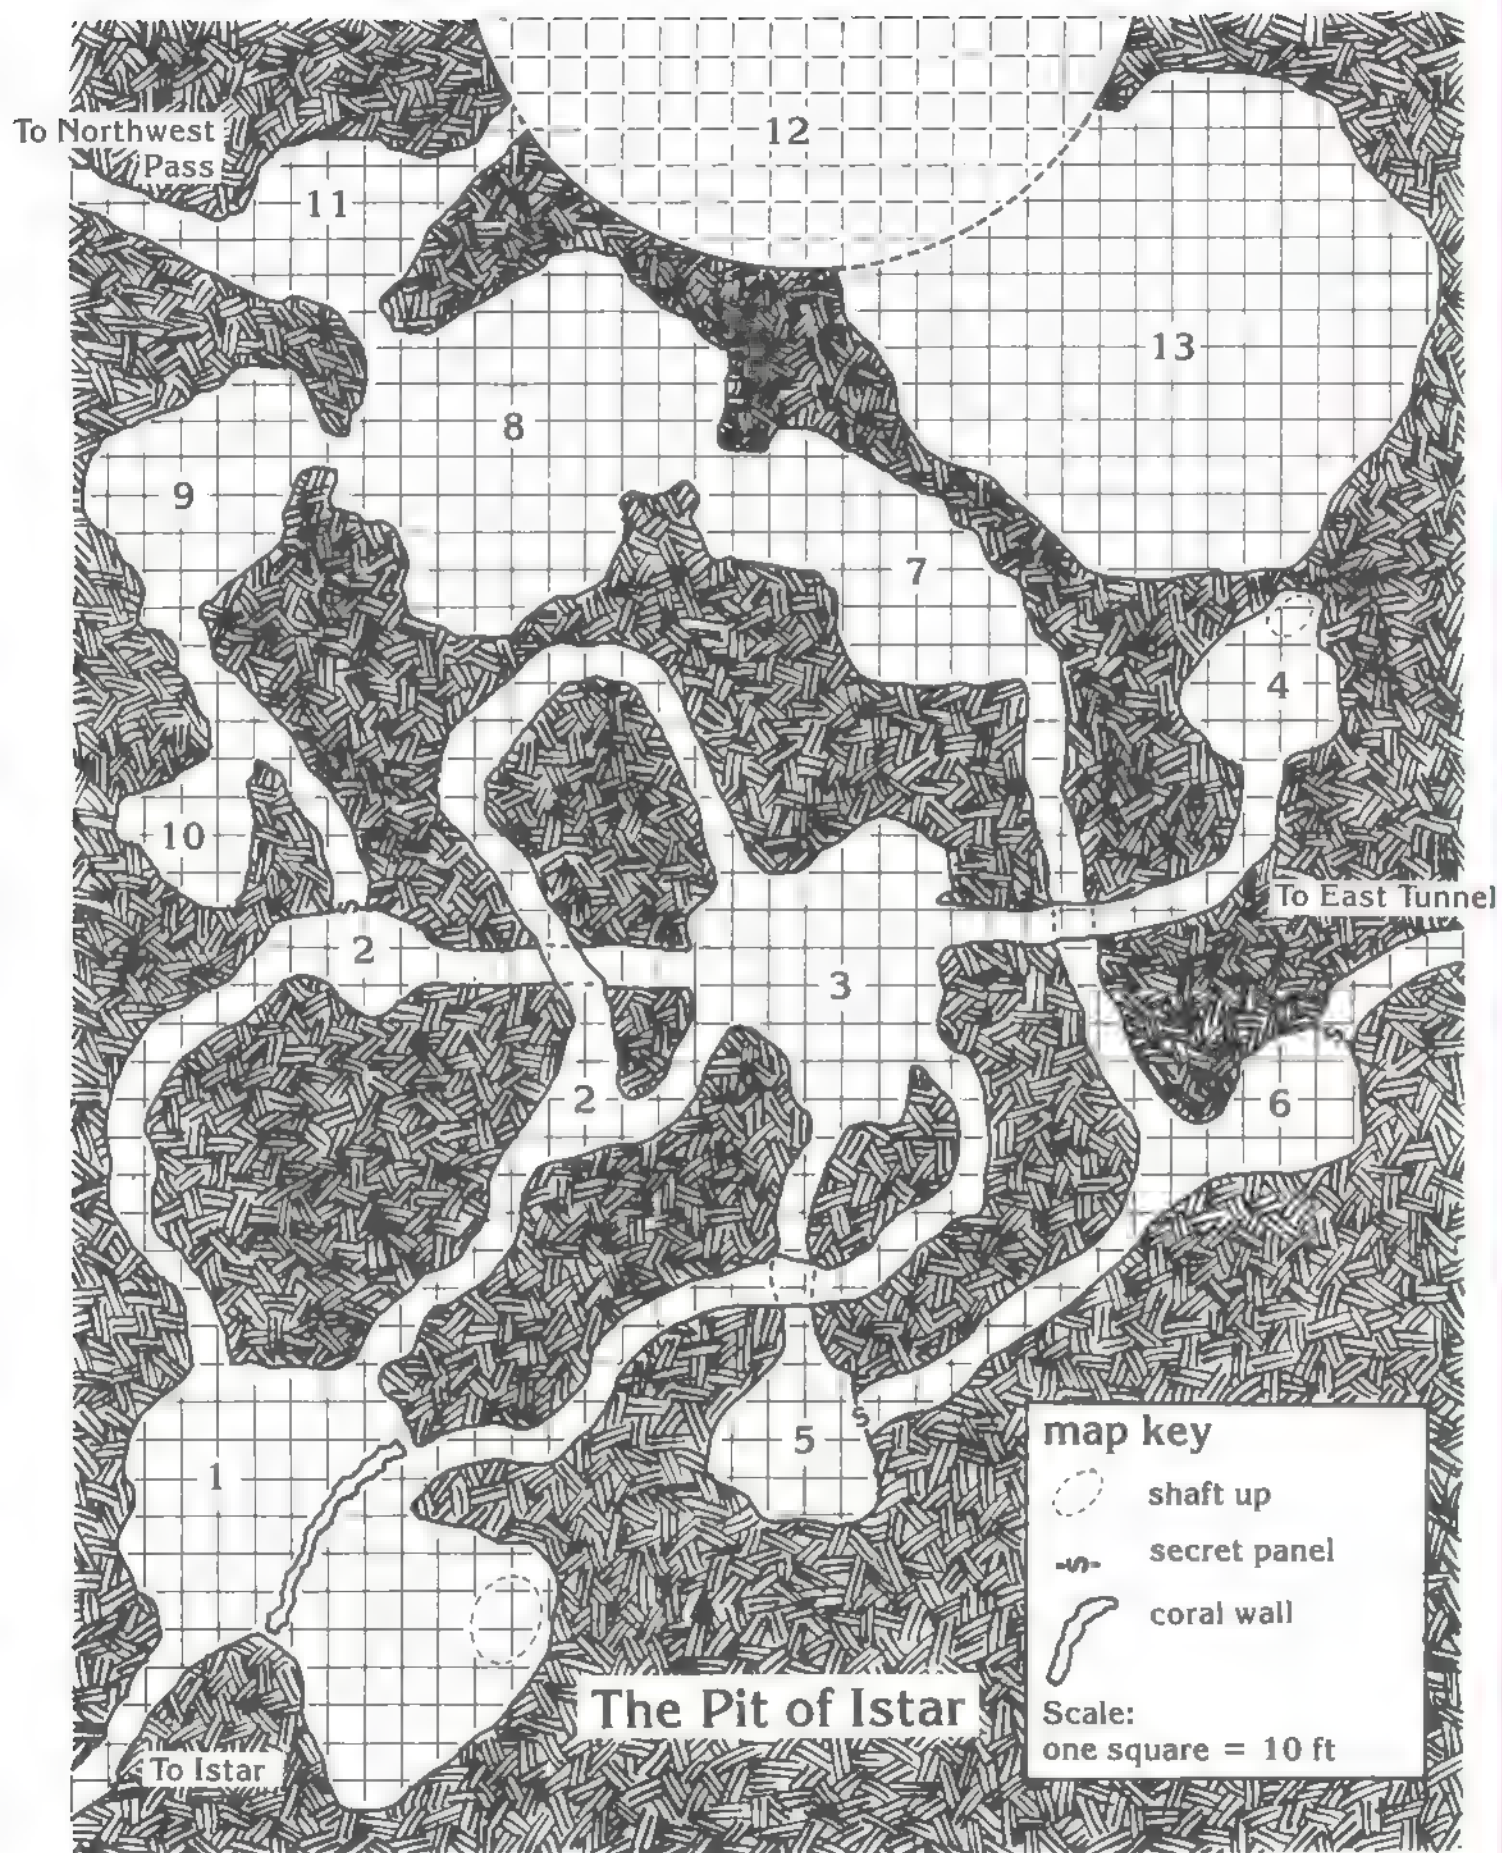 12
To Northwest
Pass
11
13
8
9
7
4
10
To East Tunnel
2
3
2
6
S
5
1
map key
shaft up
-S- secret panel
coral wall
Scale:
one square = 10 ft
The Pit of Istar
To Istar